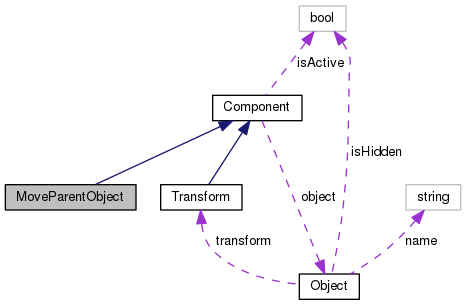 bool
isActive
Component
isHidden
MoveParentObject
Transform
object
string
transform
name
Object